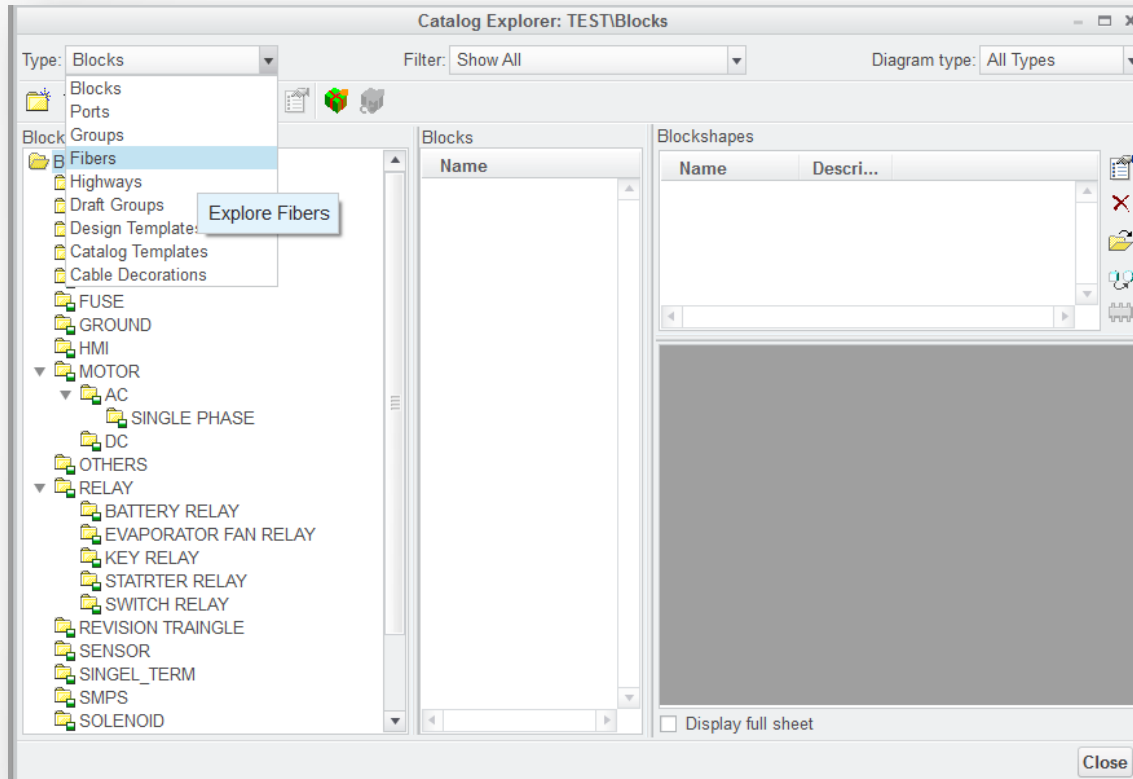 Catalog Explorer: TEST\Blocks
Type: Blocks
Filter: Show All
Diagram type: All Types
Blocks
Ports
Groups
Fibers
Highways
Draft Groups
Design Templates
Catalog Templates
Cable Decorations
Explore Fibers
Block
B
FUSE
GROUND
HMI
MOTOR
AC
SINGLE PHASE
DC
OTHERS
RELAY
BATTERY RELAY
EVAPORATOR FAN RELAY
KEY RELAY
STATRTER RELAY
SWITCH RELAY
REVISION TRAINGLE
SENSOR
SINGEL_TERM
SMPS
SOLENOID
Blocks
Name
Blockshapes
Name Descri...
Display full sheet
Close